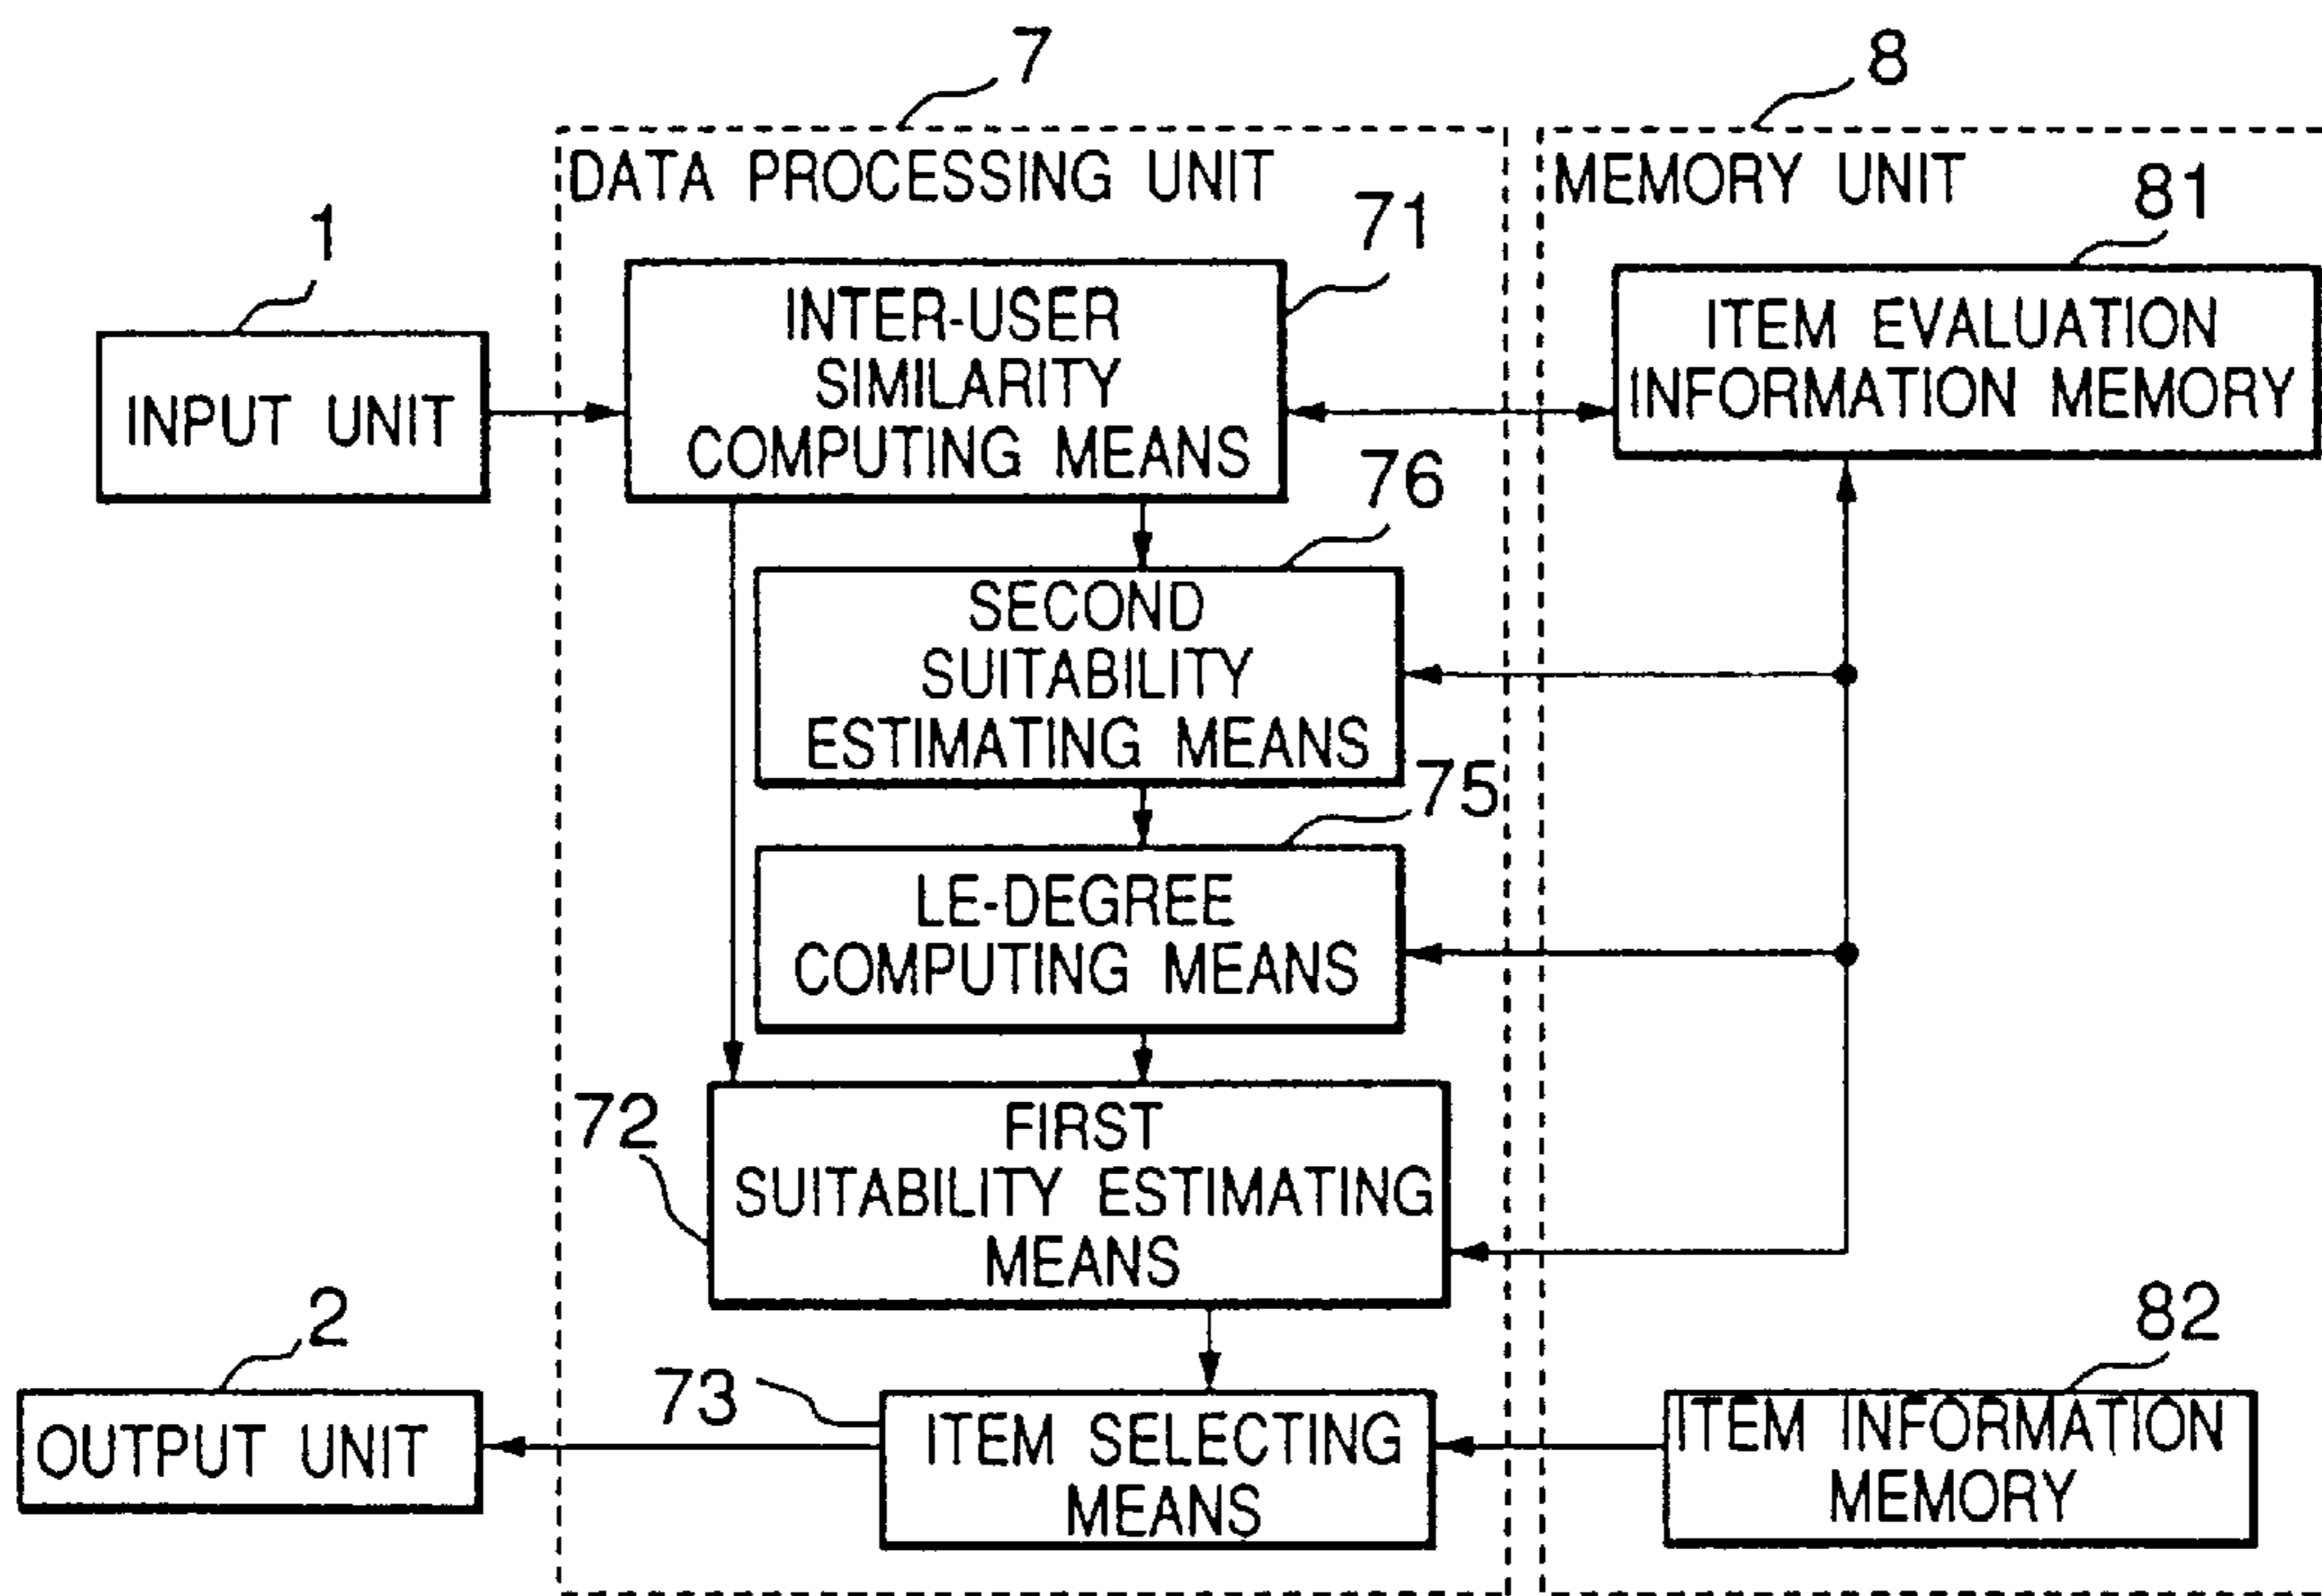 7
8
DATA PROCESSING UNIT
MEMORY UNIT
1
71
81
INPUT UNIT
INTER-USER
SIMILARITY
COMPUTING MEANS
ITEM EVALUATION
INFORMATION MEMORY
76
SECOND
SUITABILITY
ESTIMATING MEANS
75
LE-DEGREE
COMPUTING MEANS
72
FIRST
SUITABILITY ESTIMATING
MEANS
2
73
82
OUTPUT UNIT
ITEM SELECTING
MEANS
ITEM INFORMATION
MEMORY